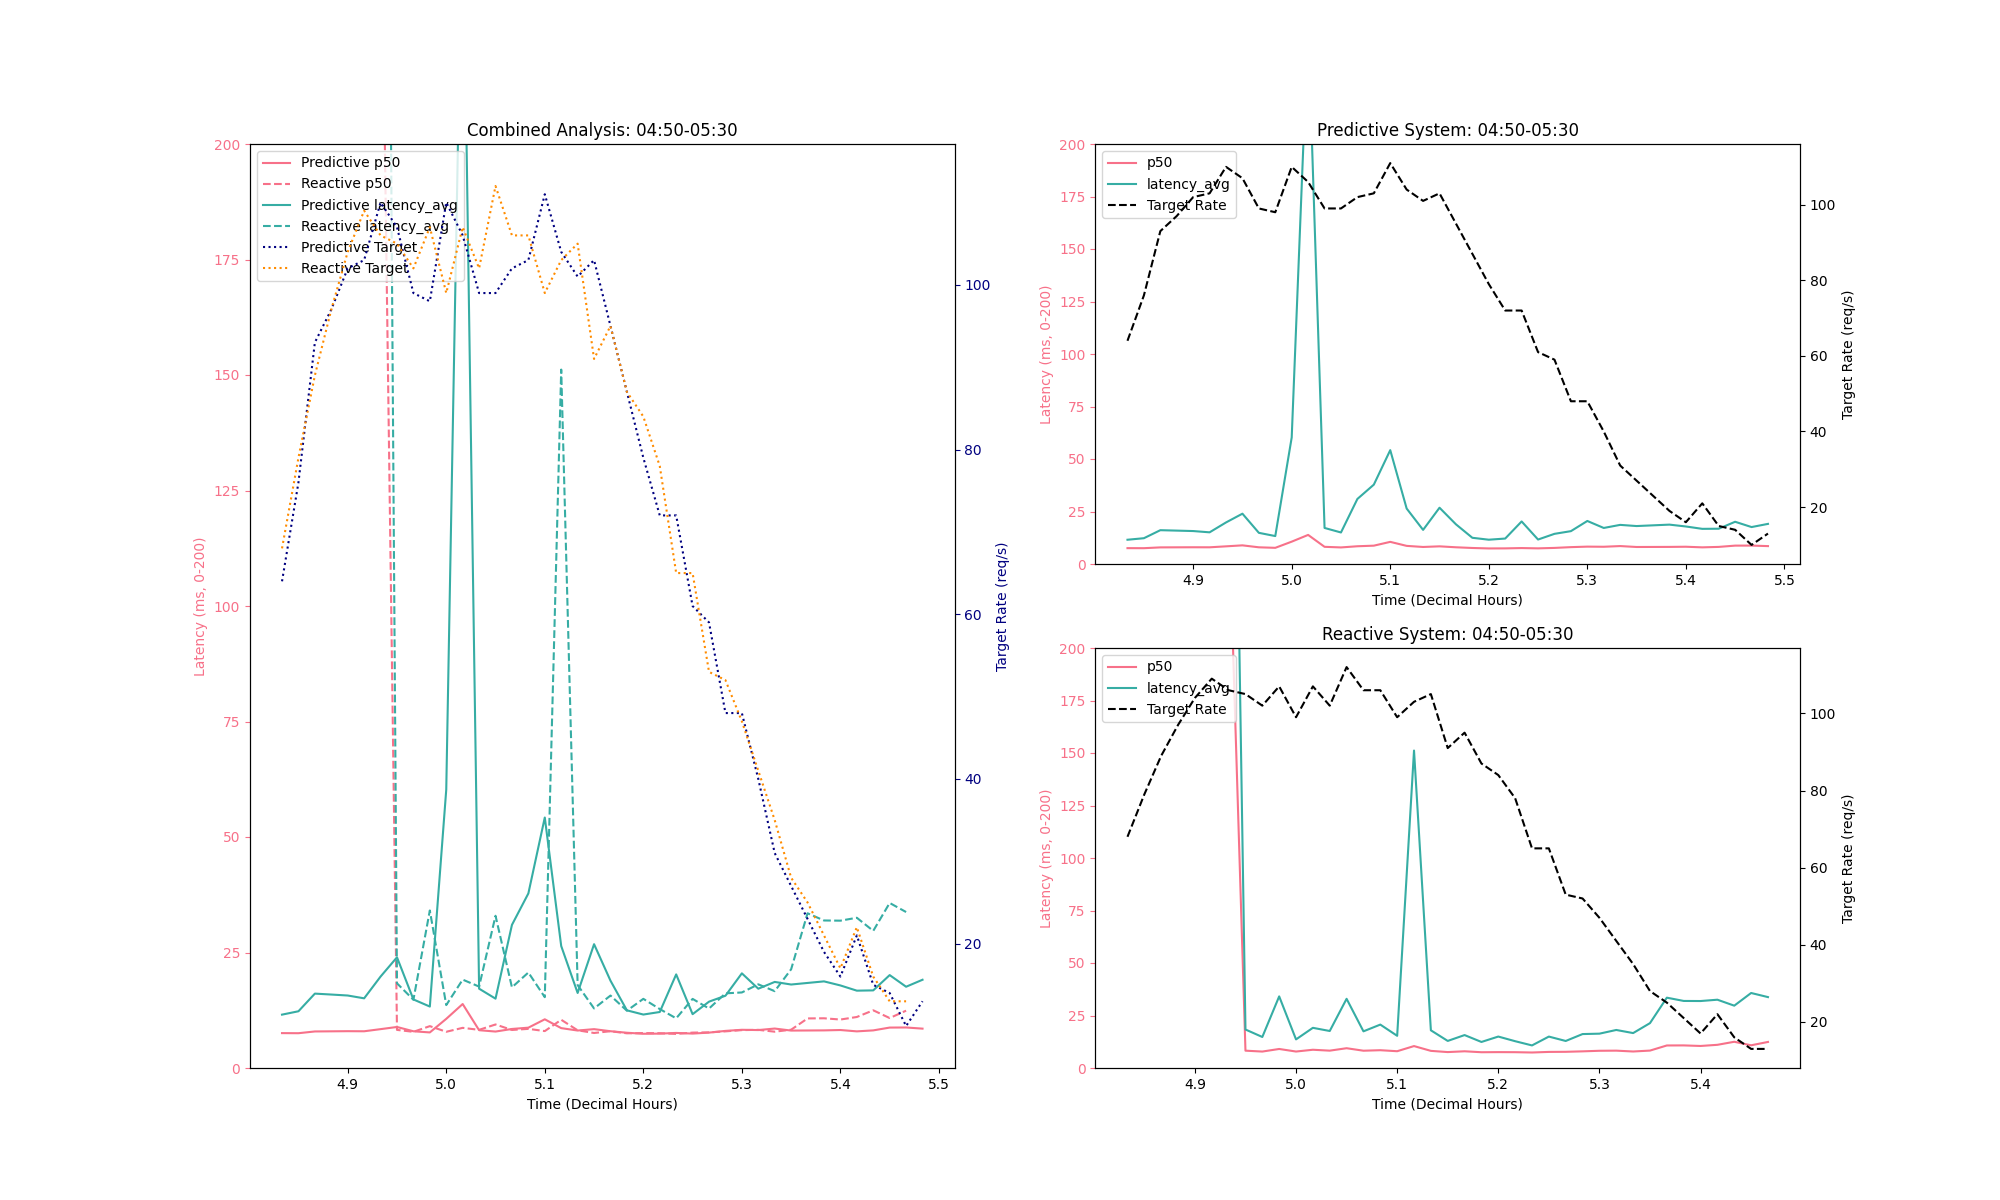 Combined Analysis: 04:50-05:30
200
175
150
125
100
75
50
25
0
Latency (ms, 0-200)
Predictive p50
Reactive p50
Predictive latency_avg
Reactive latency_avg
Predictive Target
Reactive Target
100
80
60
40
20
Target Rate (req/s)
4.9 5.0 5.1 5.2 5.3 5.4 5.5
Time (Decimal Hours)
Predictive System: 04:50-05:30
200
175
150
125
100
75
50
25
0
Latency (ms, 0-200)
p50
latency_avg
Target Rate
100
80
60
40
20
Target Rate (req/s)
4.9 5.0 5.1 5.2 5.3 5.4 5.5
Time (Decimal Hours)
Reactive System: 04:50-05:30
200
175
150
125
100
75
50
25
0
Latency (ms, 0-200)
p50
latency_avg
Target Rate
100
80
60
40
20
Target Rate (req/s)
4.9 5.0 5.1 5.2 5.3 5.4
Time (Decimal Hours)